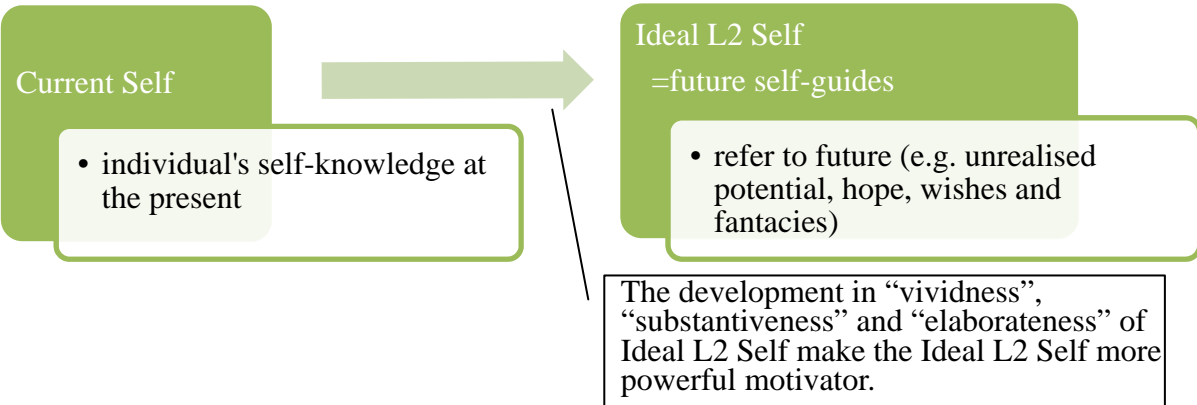 Current Self
• individual's self-knowledge at
the present
Ideal L2 Self
=future self-guides
• refer to future (e.g. unrealised
potential, hope, wishes and
fantacies)
The development in “vividness”,
“substantiveness” and “elaborateness” of
Ideal L2 Self make the Ideal L2 Self more
powerful motivator.